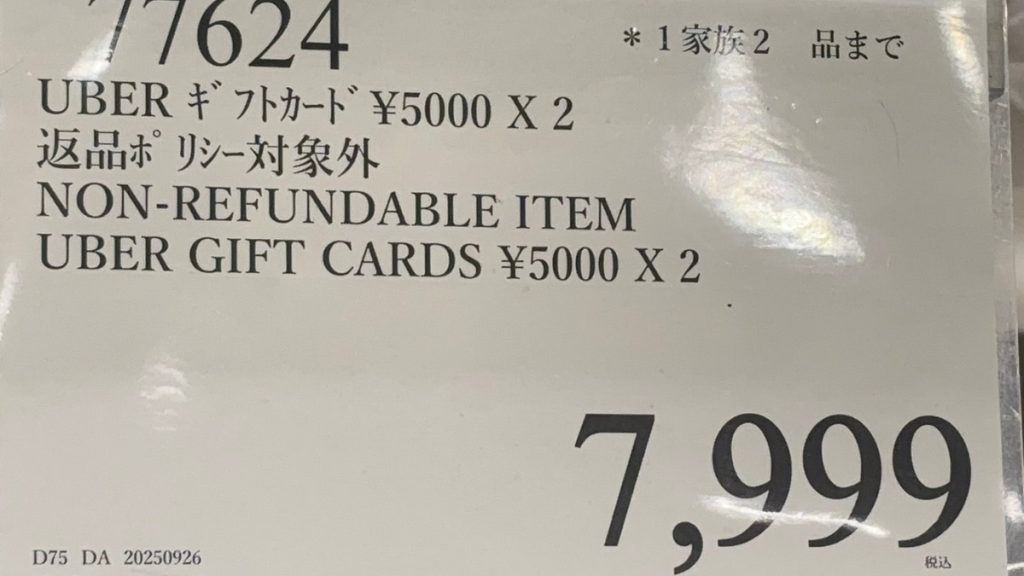 77624
＊1家族2 品まで
UBER ｷﾞﾌﾄｶｰﾄﾞ ¥5000 X 2
返品ﾎﾟﾘｼｰ対象外
NON-REFUNDABLE ITEM
UBER GIFT CARDS ¥5000 X 2
7,999
税込
D75 DA 20250926